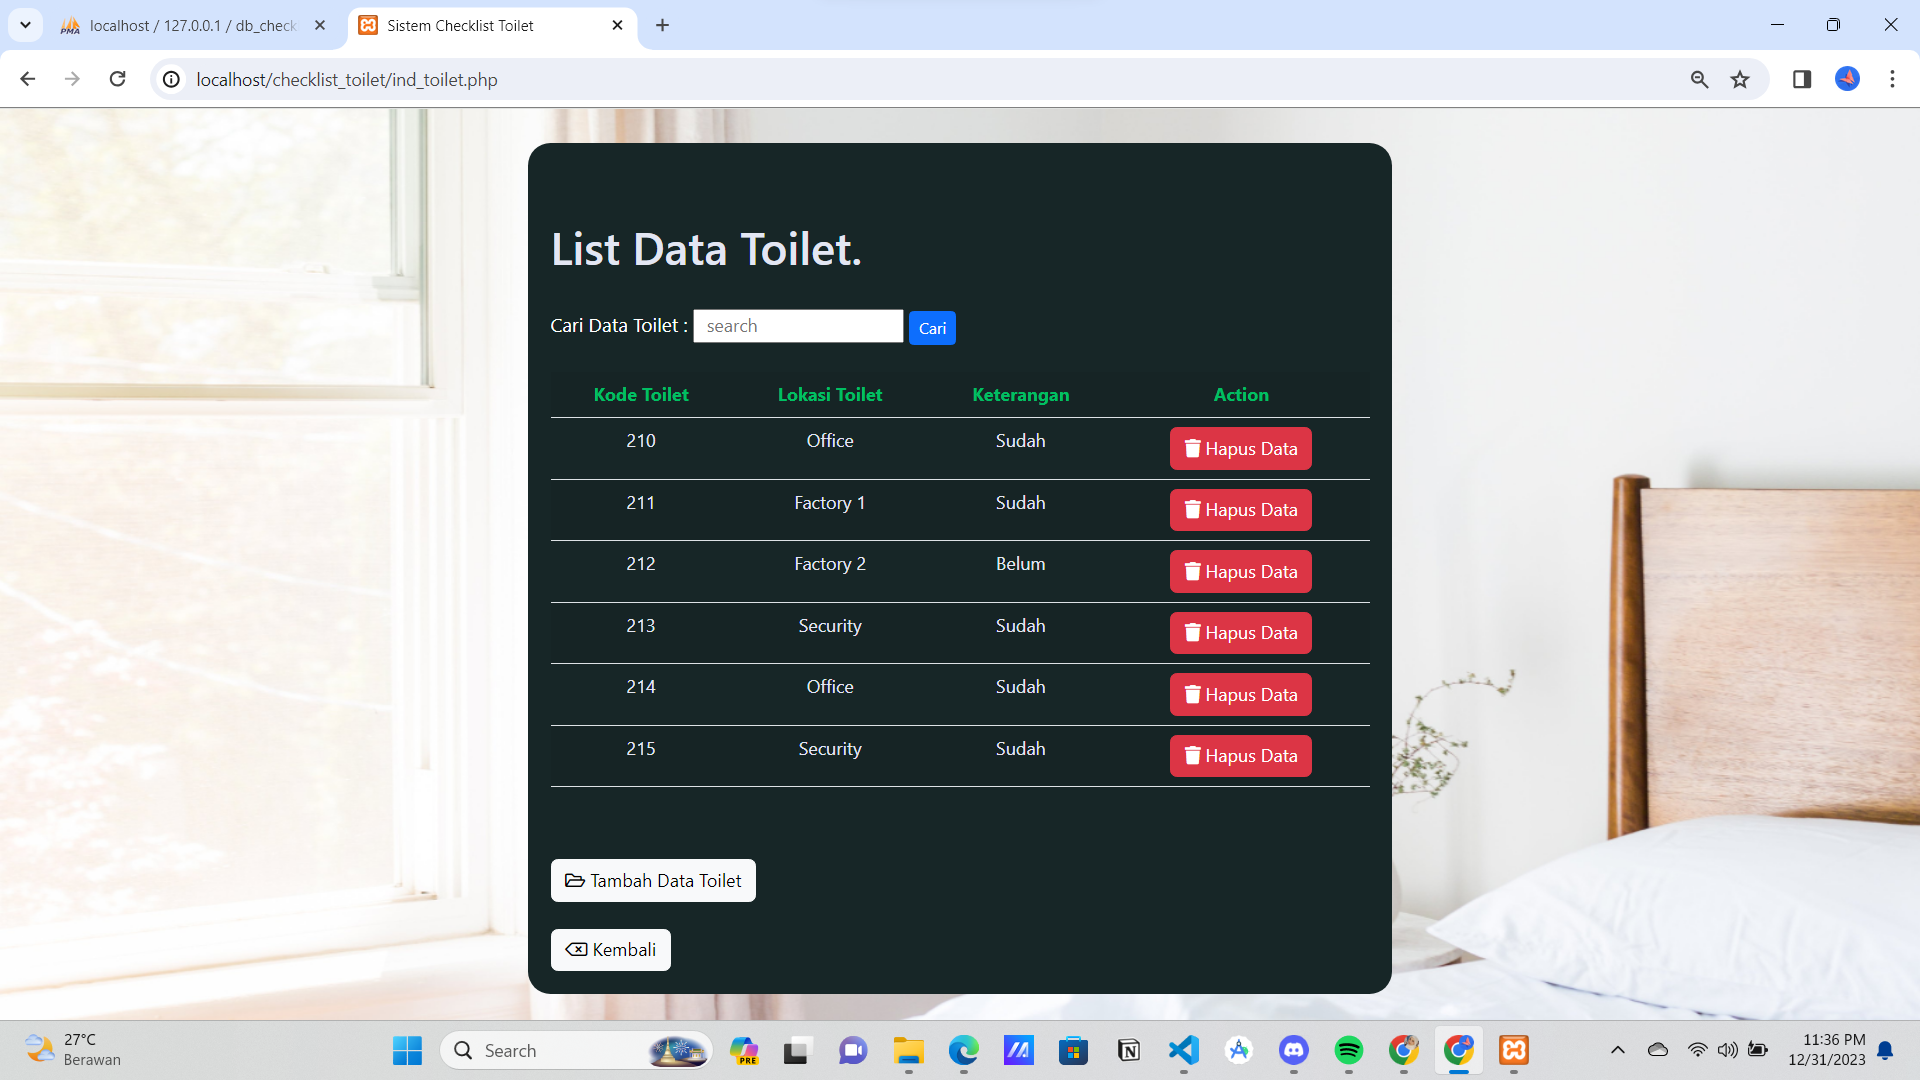 localhost / 127.0.0.1 / db_check
Sistem Checklist Toilet
localhost/checklist_toilet/ind_toilet.php
List Data Toilet.
Cari Data Toilet : search Cari
Kode Toilet Lokasi Toilet Keterangan Action
210 Office Sudah Hapus Data
211 Factory 1 Sudah Hapus Data
212 Factory 2 Belum Hapus Data
213 Security Sudah Hapus Data
214 Office Sudah Hapus Data
215 Security Sudah Hapus Data
Tambah Data Toilet
Kembali
27°C
Berawan
Search
PRE
11:36 PM
12/31/2023